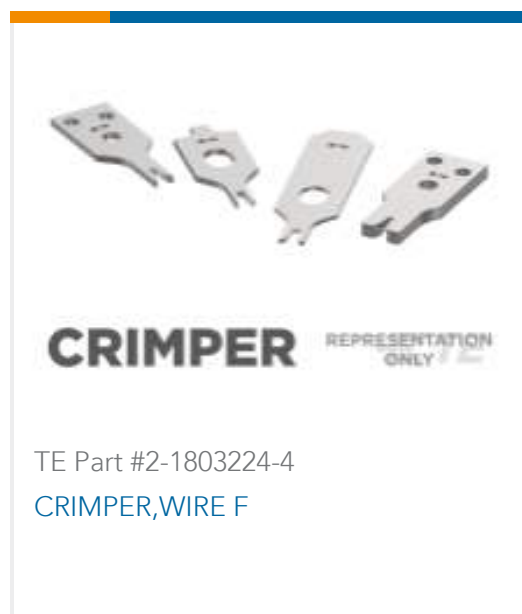 CRIMPER
REPRESENTATION
ONLY
TE Part #2-1803224-4
CRIMPER,WIRE F